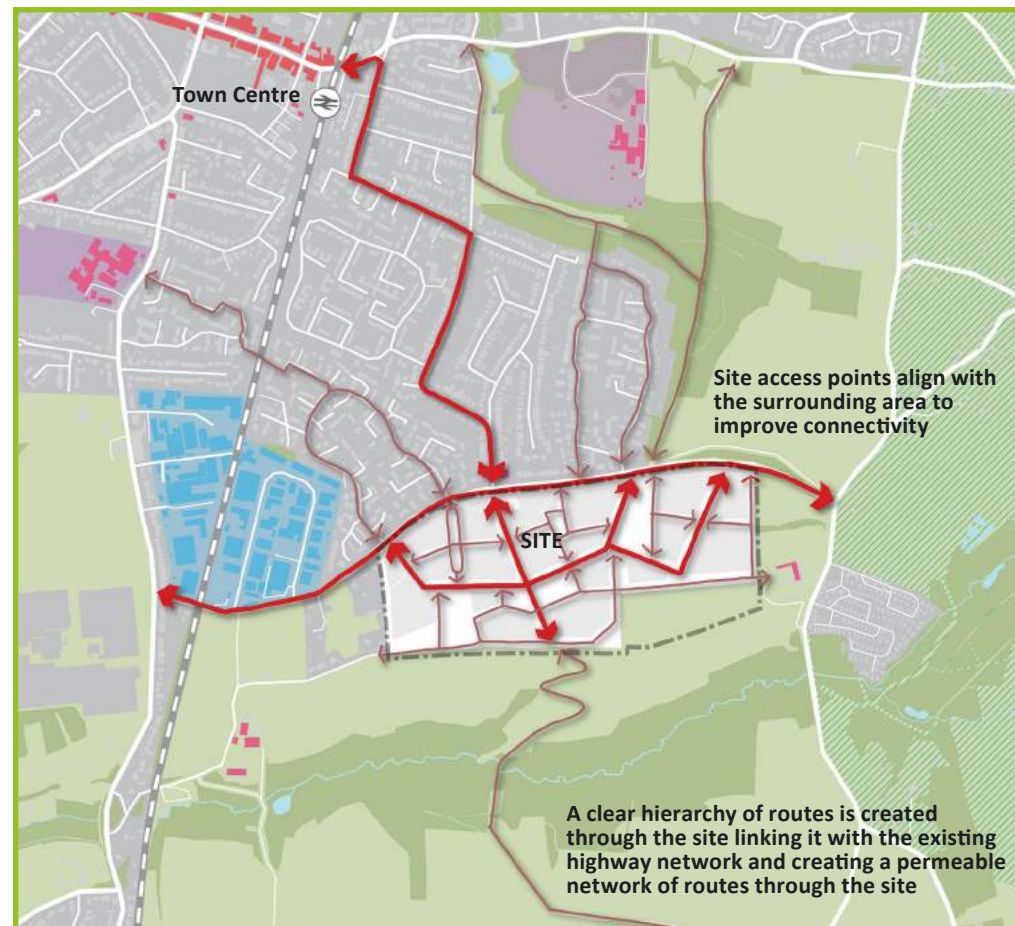 Town Centre
Site access points align with
the surrounding area to
improve connectivity
SITE
A clear hierarchy of routes is created
through the site linking it with the existing
highway network and creating a permeable
network of routes through the site